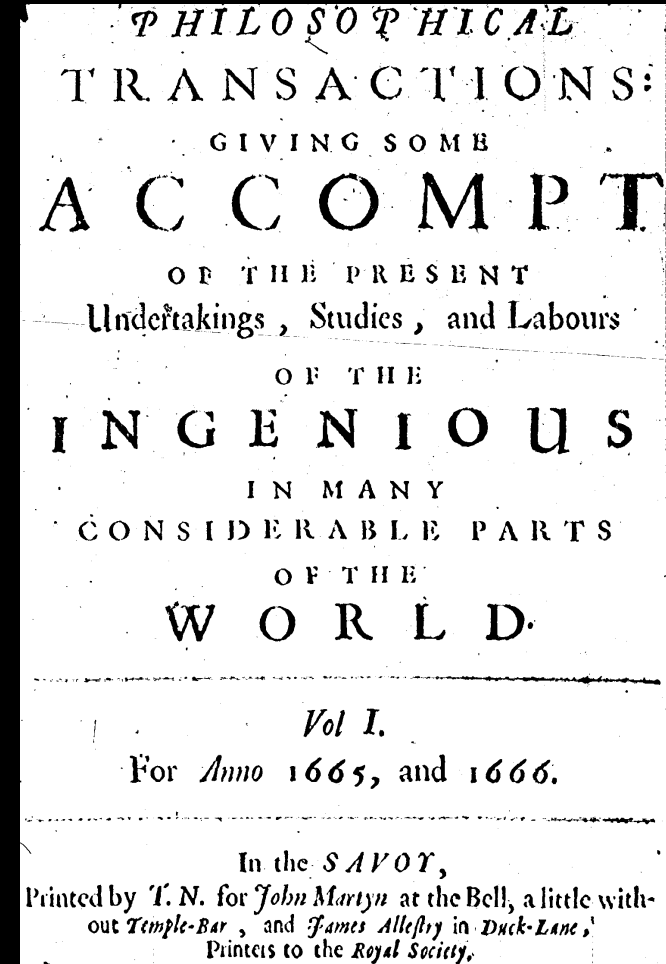 PHILOSOPHICAL
TRANSACTIONS:
GIVING SOME
ACCOMPT
OF THE PRESENT
Undertakings, Studies, and Labours
OF THE
INGENIOUS
IN MANY
CONSIDERABLE PARTS
OF THE
WORLD.
Vol I.
For Anno 1665, and 1666.
In the SAVOY,
Printed by T. N. for John Martyn at the Bell, a little with-
out Temple-Bar, and James Allestry in Duck-Lane,
Printers to the Royal Society.